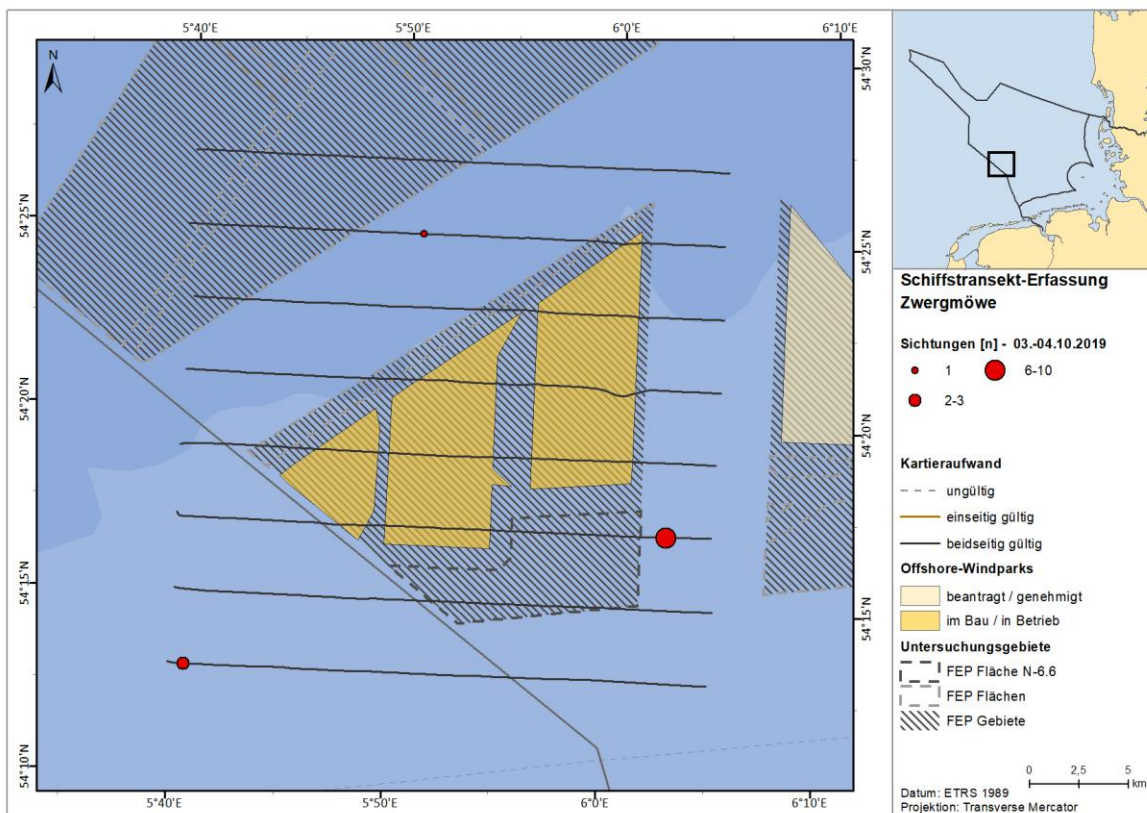 5°40'E
5°50'E
6°0'E
6°10'E
N
54°30'N
54°25'N
54°25'N
54°20'N
54°20'N
54°15'N
54°15'N
54°10'N
5°40'E
5°50'E
6°0'E
6°10'E
Schiffstransekt-Erfassung
Zwergmöwe
Sichtungen [n] - 03.-04.10.2019
1
6-10
2-3
Kartieraufwand
ungültig
einseitig gültig
beidseitig gültig
Offshore-Windparks
beantragt / genehmigt
im Bau / in Betrieb
Untersuchungsgebiete
FEP Fläche N-6.6
FEP Flächen
FEP Gebiete
0 2,5 5
km
Datum: ETRS 1989
Projektion: Transverse Mercator